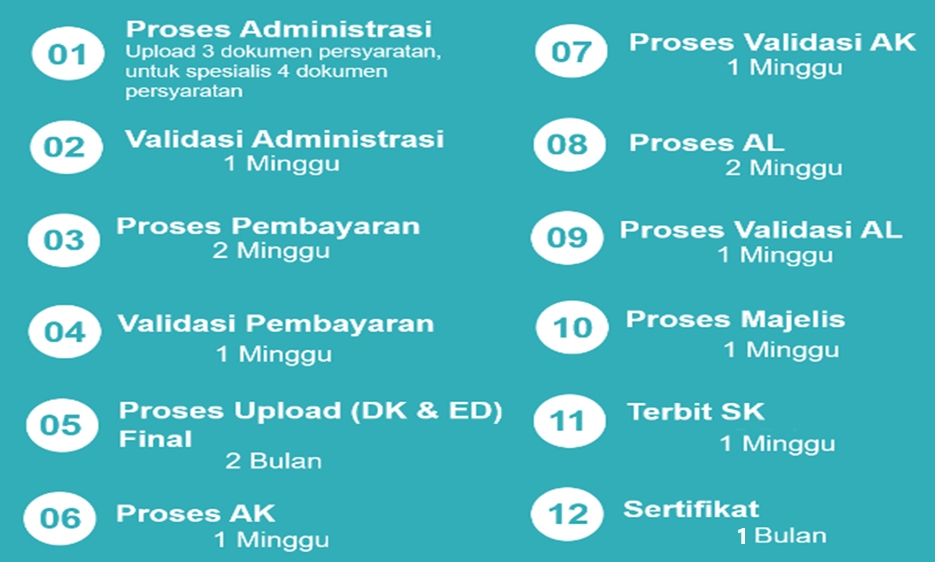 01
Proses Administrasi
Upload 3 dokumen persyaratan,
untuk spesialis 4 dokumen
persyaratan
02
Validasi Administrasi
1 Minggu
03
Proses Pembayaran
2 Minggu
04
Validasi Pembayaran
1 Minggu
05
Proses Upload (DK & ED)
Final
2 Bulan
06
Proses AK
1 Minggu
07
Proses Validasi AK
1 Minggu
08
Proses AL
2 Minggu
09
Proses Validasi AL
1 Minggu
10
Proses Majelis
1 Minggu
11
Terbit SK
1 Minggu
12
Sertifikat
1 Bulan